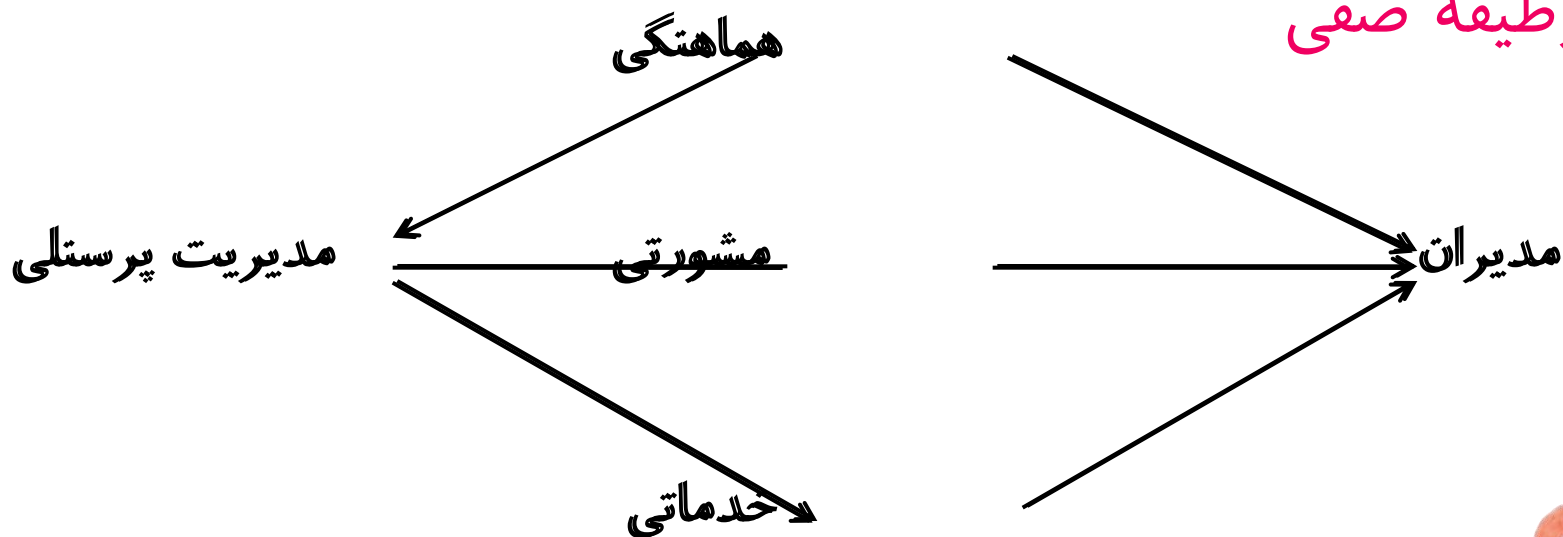 وظیفه صفی
هماهنگی
مدیران مشورتی مدیریت پرسنلی
خدماتی